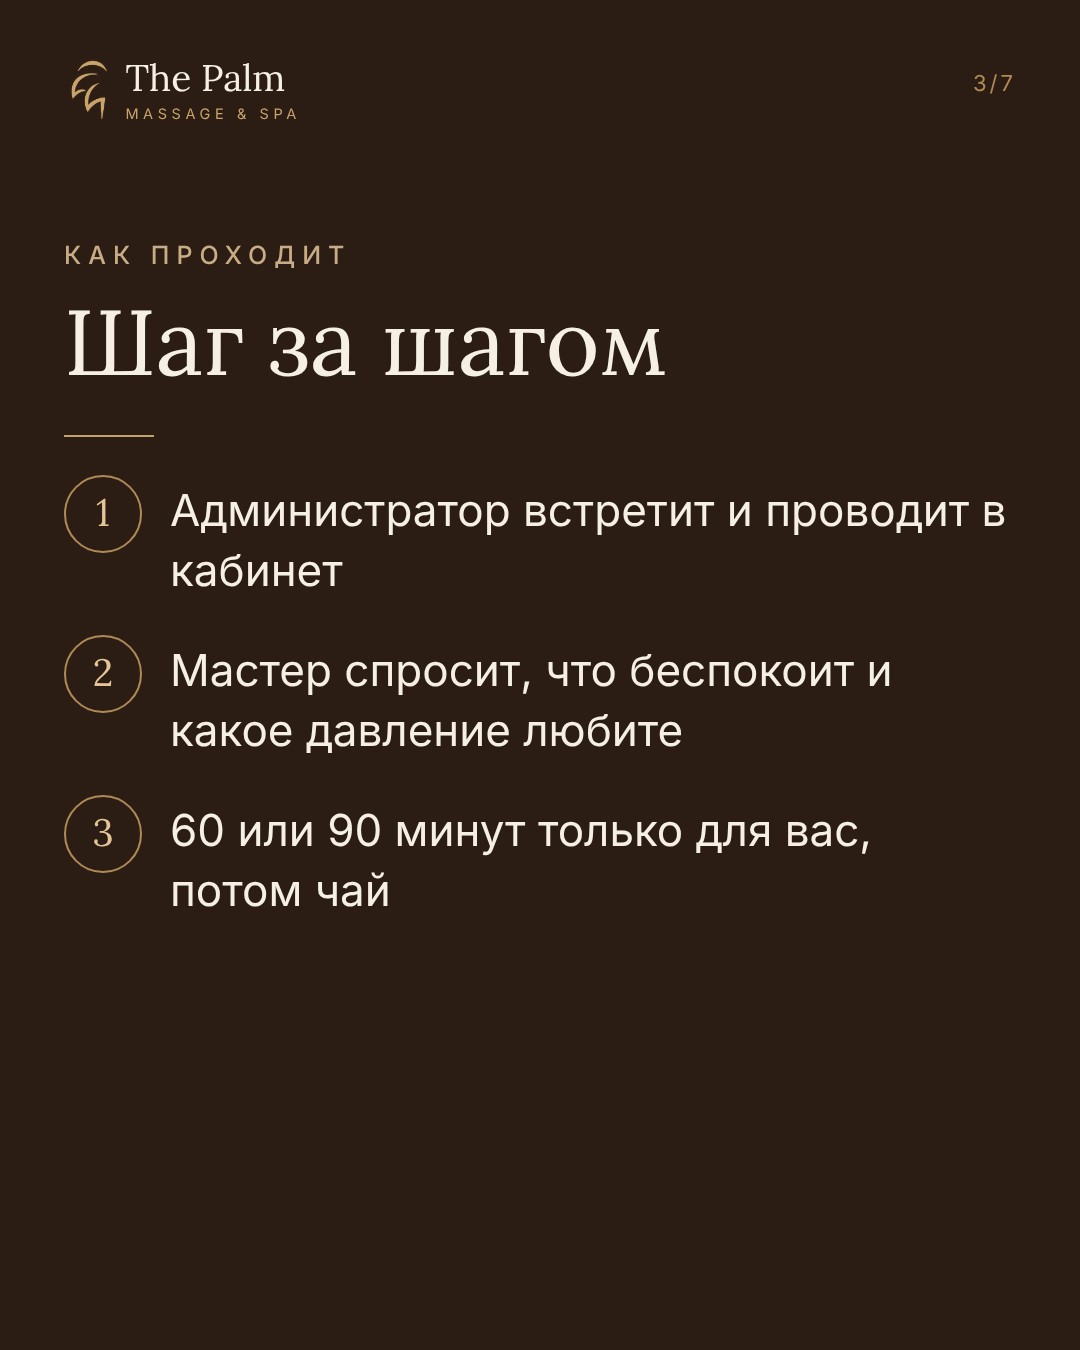 The Palm
MASSAGE & SPA
3/7
КАК ПРОХОДИТ
Шаг за шагом
1 Администратор встретит и проводит в
кабинет
2 Мастер спросит, что беспокоит и
какое давление любите
3 60 или 90 минут только для вас,
потом чай